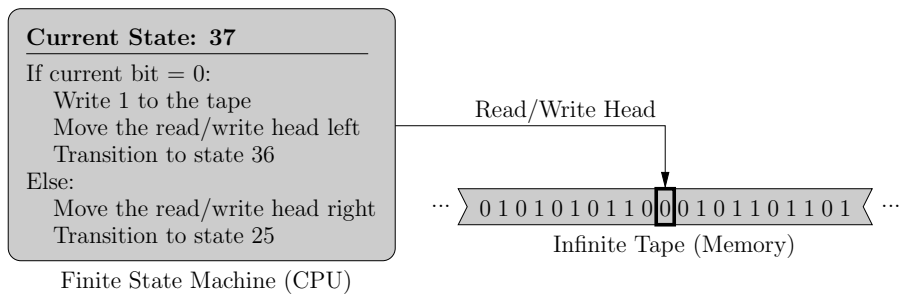 Current State: 37
If current bit = 0:
Write 1 to the tape
Move the read/write head left
Transition to state 36
Else:
Move the read/write head right
Transition to state 25
Finite State Machine (CPU)
Read/Write Head
... 0 1 0 1 0 1 0 1 1 0 0 0 1 0 1 1 0 1 1 0 1 ...
Infinite Tape (Memory)